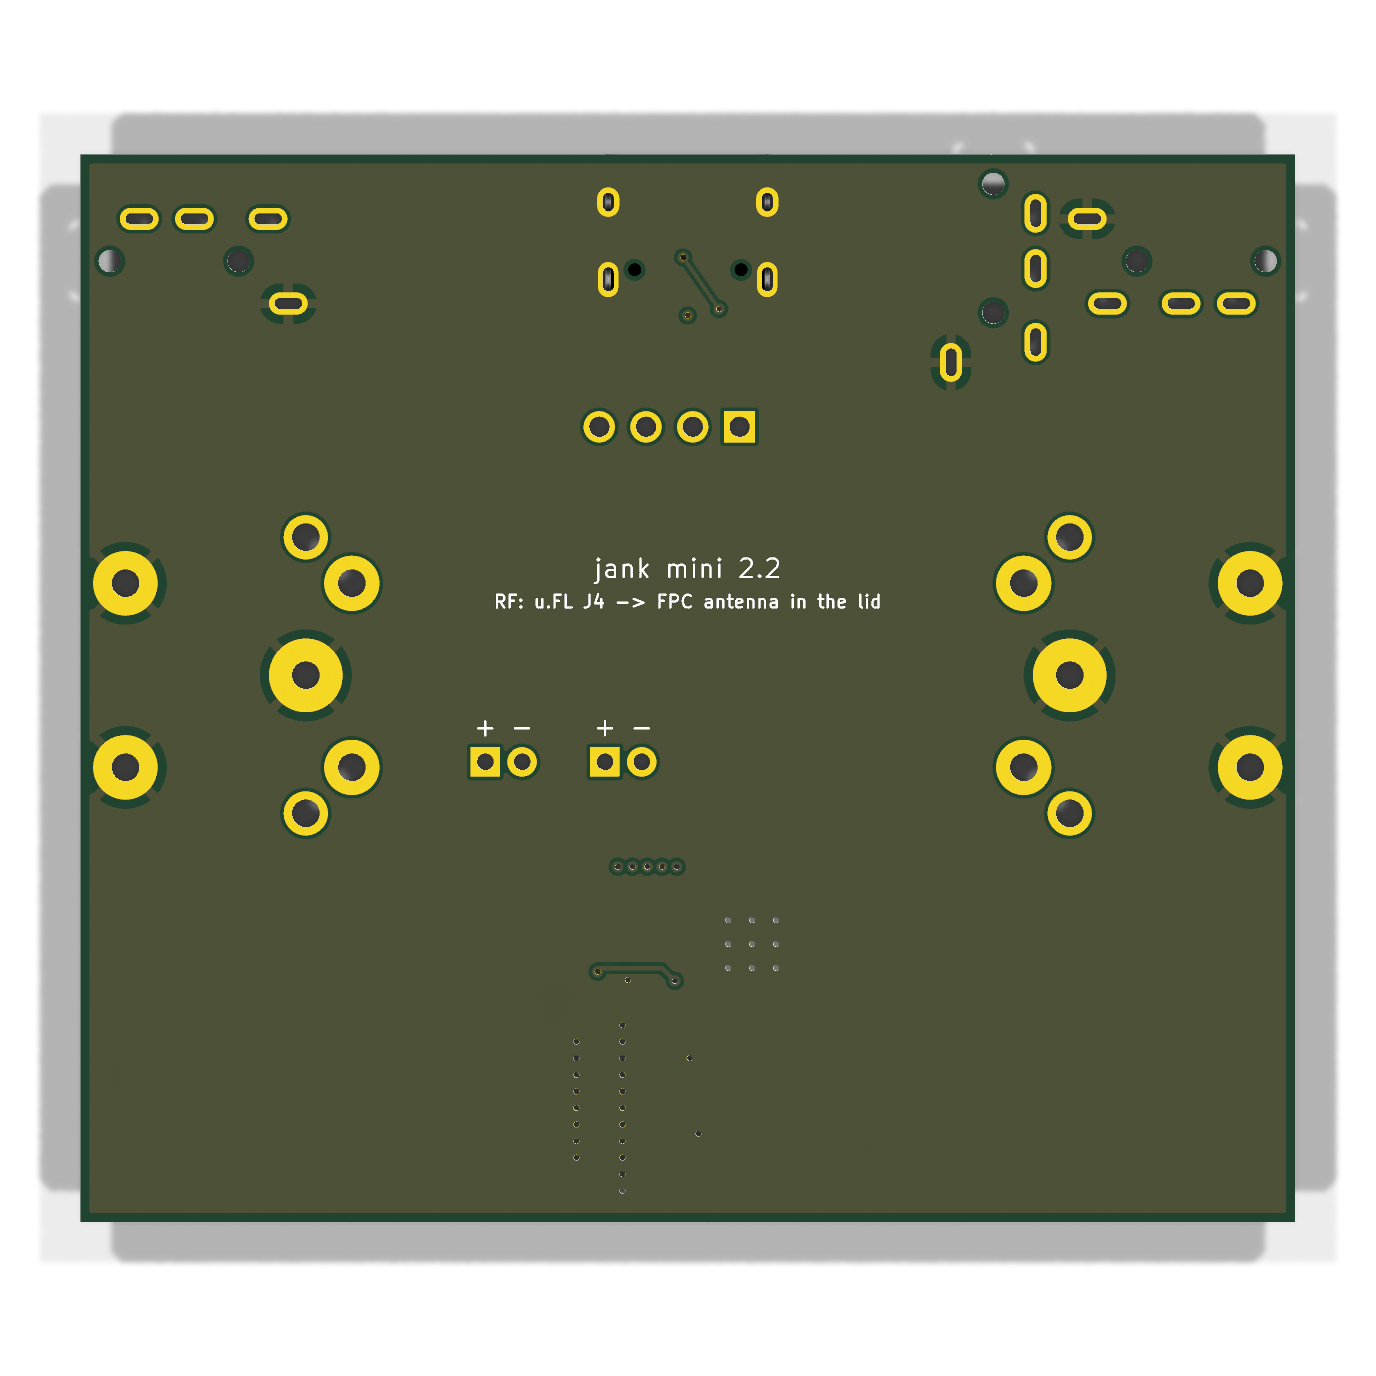 jank mini 2.2
RF: u.FL J4 -> FPC antenna in the lid
+ - + -